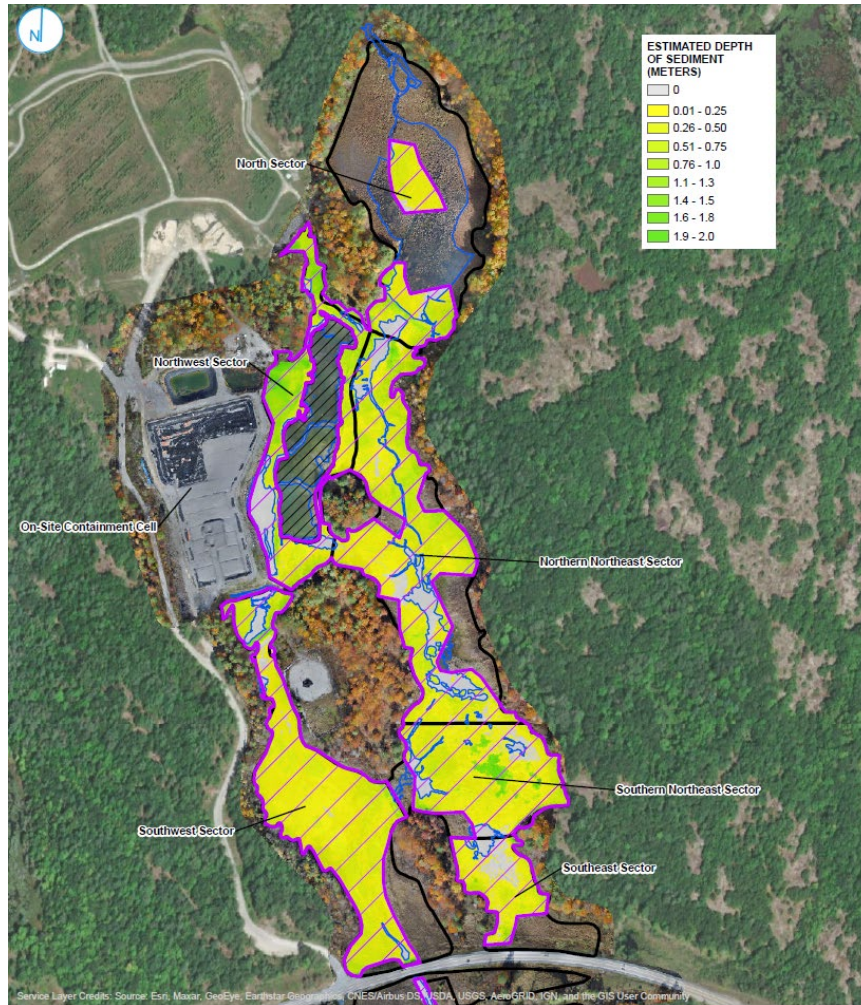 N
ESTIMATED DEPTH
OF SEDIMENT
(METERS)
0
0.01 - 0.25
0.26 - 0.50
0.51 - 0.75
0.76 - 1.0
1.1 - 1.3
1.4 - 1.5
1.6 - 1.8
1.9 - 2.0
North Sector
Northwest Sector
On-Site Containment Cell
Northern Northeast Sector
Southern Northeast Sector
Southwest Sector
Southeast Sector
Service Layer Credits: Source: Esri, Maxar, GeoEye, Earthstar Geographics, CNES/Airbus DS, USDA, USGS, AeroGRID, IGN, and the GIS User Community